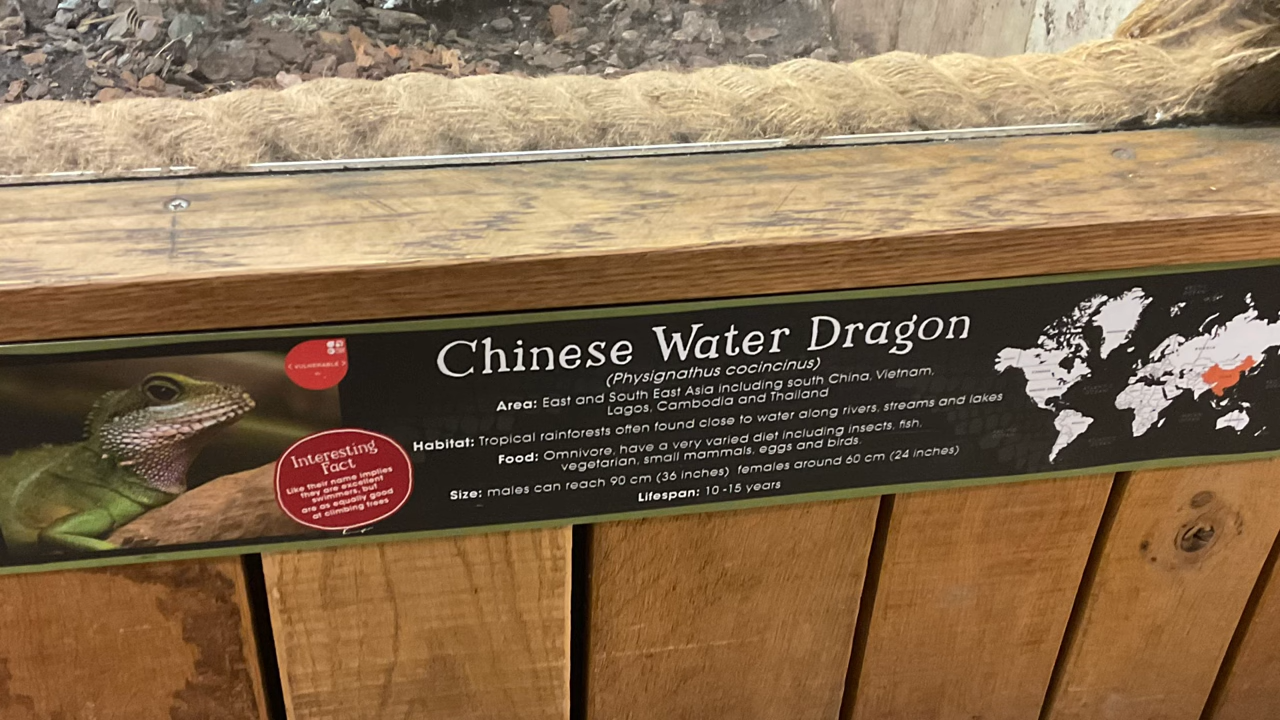 Chinese Water Dragon
(Physignathus cocincinus)
Area: East and South East Asia including south China, Vietnam,
Lagos, Cambodia and Thailand
Habitat: Tropical rainforests often found close to water along rivers, streams and lakes
Food: Omnivore, have a very varied diet including insects, fish,
vegetarian, small mammals, eggs and birds.
Size: males can reach 90 cm (36 inches) females around 60 cm (24 inches)
Lifespan: 10-15 years
< VULNERABLE >
Interesting
Fact
Like their name implies
they are excellent
swimmers, but
are as equally good
at climbing trees